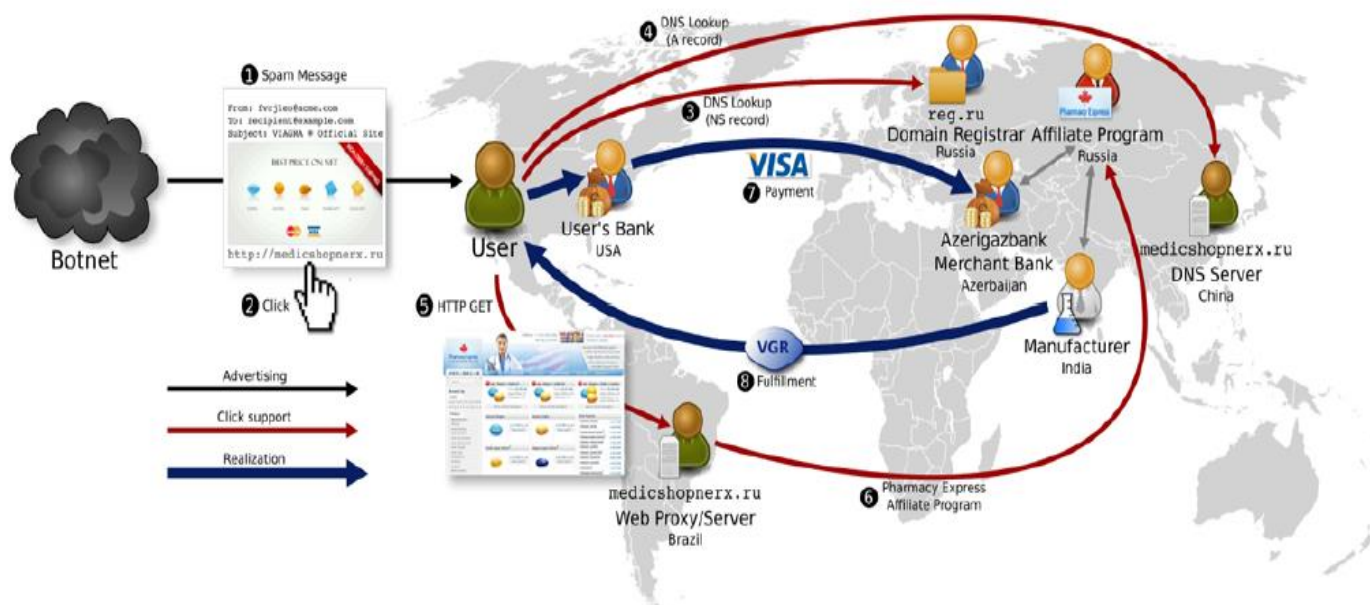 4 DNS Lookup
(A record)
1 Spam Message
From: fvcjleo@acme.com
To: recipient@example.com
Subject: VIAGRA ® Official Site
BEST PRICE ON NET
http://medicshopnerx.ru
2 Click
Botnet
3 DNS Lookup
(NS record)
reg.ru
Domain Registrar
Russia
Pharmacy Express
Affiliate Program
Russia
User
User's Bank
USA
VISA
7 Payment
Azerigazbank
Merchant Bank
Azerbaijan
medicshopnerx.ru
DNS Server
China
5 HTTP GET
VGR
8 Fulfillment
Manufacturer
India
Advertising
Click support
Realization
medicshopnerx.ru
Web Proxy/Server
Brazil
6 Pharmacy Express
Affiliate Program